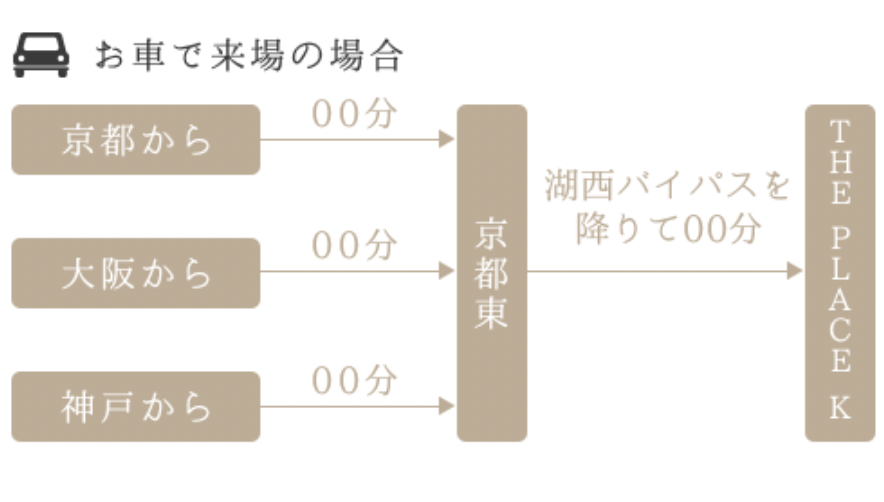 お車で来場の場合
京都から
00分
大阪から
00分
神戸から
00分
京都東
湖西バイパスを
降りて00分
THE PLACE K